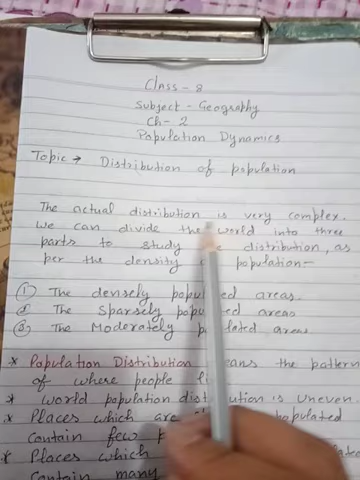 Class - 8
Subject - Geography
Ch - 2
Population Dynamics
Topic → Distribution of population
The actual distribution is very complex.
We can divide the world into three
parts to study distribution, as
per the density population -
① The densely areas.
② The sparsely areas
③ The Moderately areas
* Population Distribution means the pattern
of where people
* World population distribution is uneven.
* Places which are
contain few
* Places which
contain many